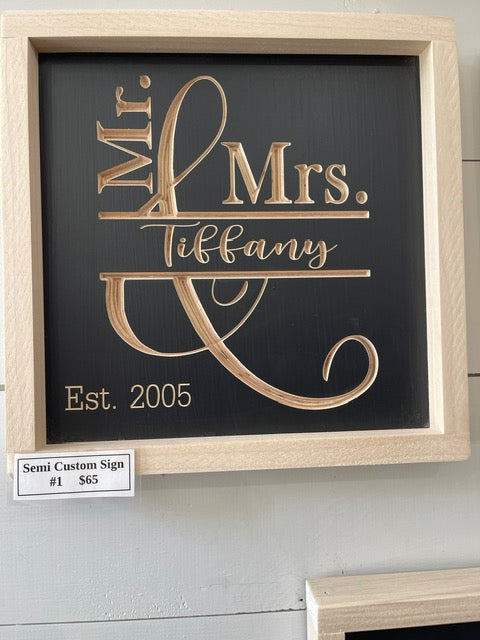 Mr.
& Mrs.
Tiffany
Est. 2005
Semi Custom Sign
#1 $65